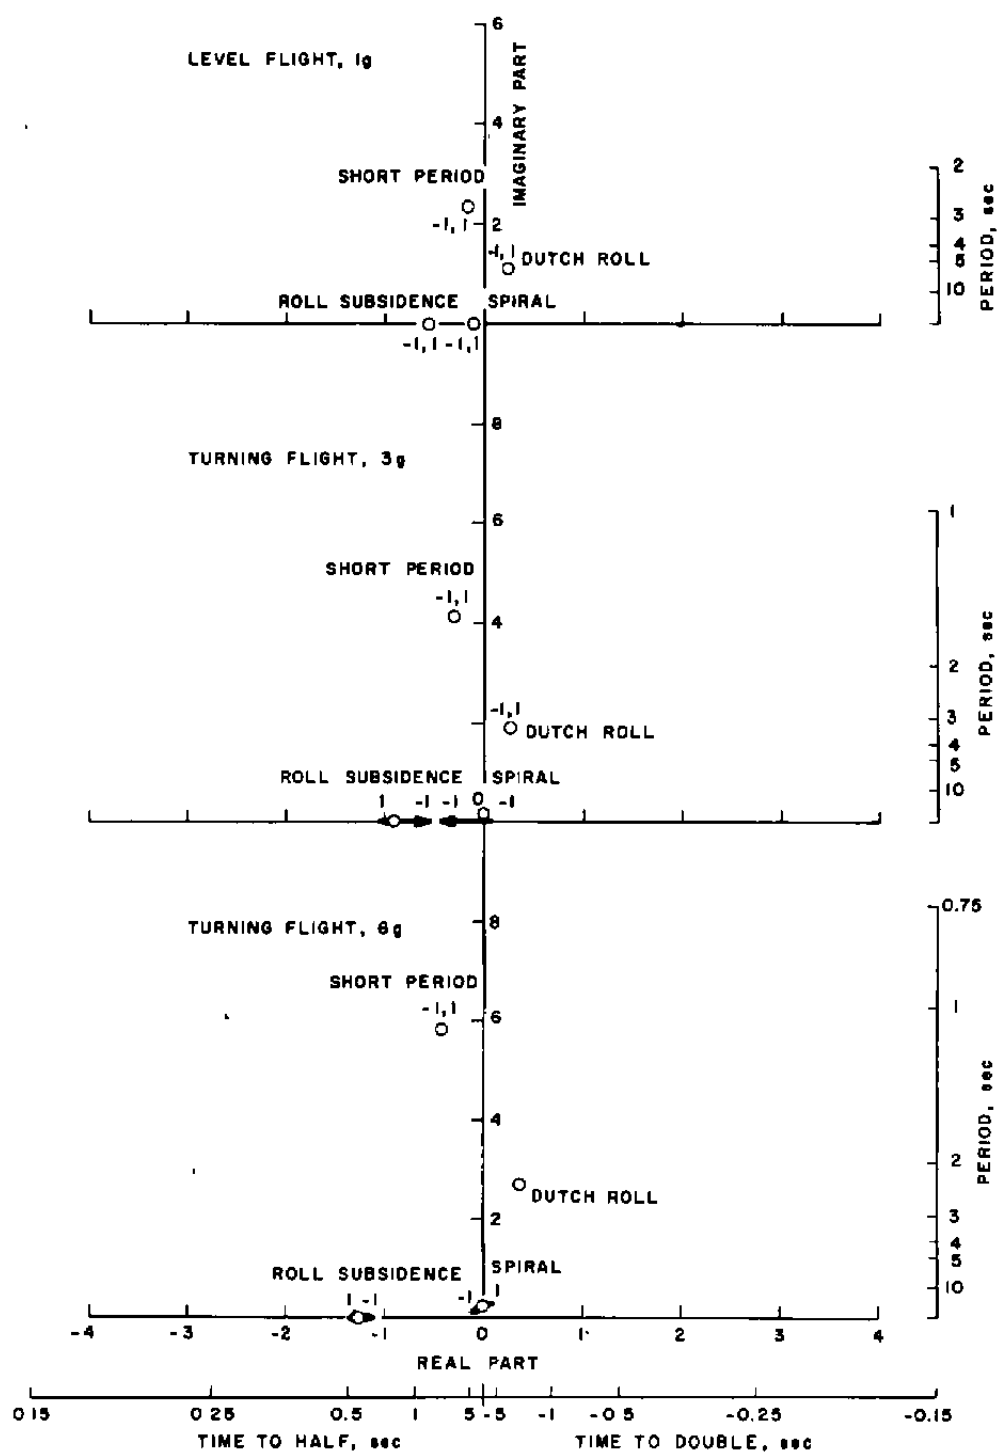 6
LEVEL FLIGHT, 1g
IMAGINARY PART
4
SHORT PERIOD
-1,1
2
-1,1
DUTCH ROLL
ROLL SUBSIDENCE
SPIRAL
-1,1 -1,1
2
3
4
5
10
PERIOD, sec
8
TURNING FLIGHT, 3g
6
SHORT PERIOD
-1,1
4
-1,1
DUTCH ROLL
ROLL SUBSIDENCE
SPIRAL
1 -1 -1 0 -1
1
2
3
4
5
10
PERIOD, sec
8
TURNING FLIGHT, 6g
SHORT PERIOD
-1,1
6
4
DUTCH ROLL
2
SPIRAL
ROLL SUBSIDENCE
1 -1 -1 1
0.75
1
2
3
4
5
10
PERIOD, sec
-4 -3 -2 -1 0 1 2 3 4
REAL PART
0 15 0 25 0.5 1 5 -5 -1 -0 5 -0.25 -0.15
TIME TO HALF, sec
TIME TO DOUBLE, sec